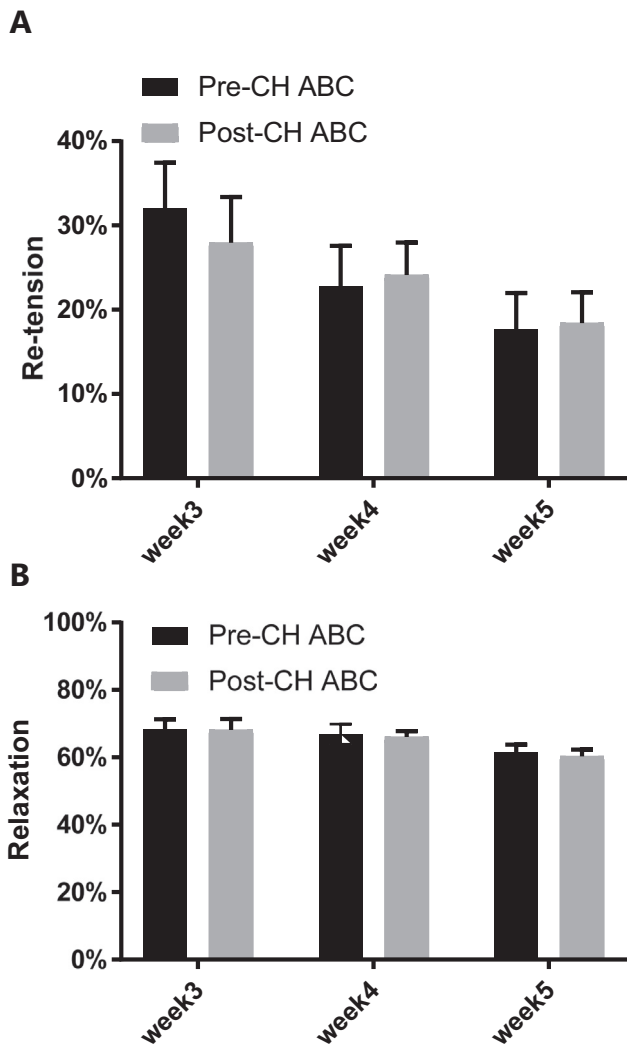 A
Pre-CH ABC
Post-CH ABC
40%
30%
20%
10%
0%
Re-tension
week3
week4
week5
B
100%
80%
60%
40%
20%
0%
Pre-CH ABC
Post-CH ABC
Relaxation
week3
week4
week5